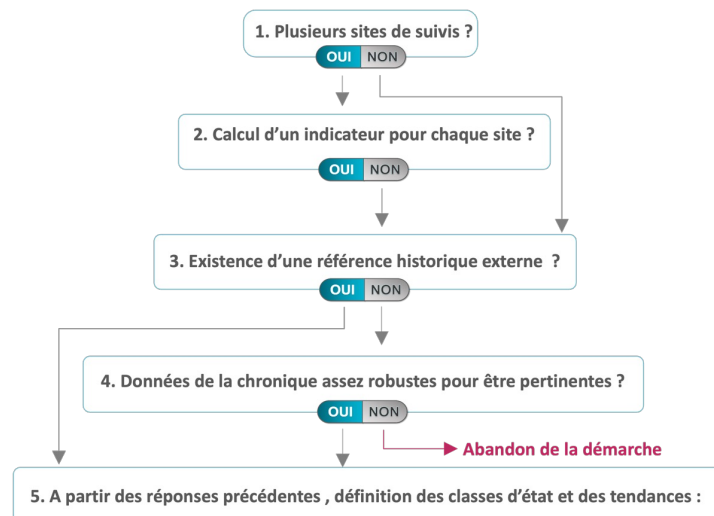 1. Plusieurs sites de suivis ?
OUI NON
2. Calcul d’un indicateur pour chaque site ?
OUI NON
3. Existence d’une référence historique externe ?
OUI NON
4. Données de la chronique assez robustes pour être pertinentes ?
OUI NON
Abandon de la démarche
5. A partir des réponses précédentes , définition des classes d’état et des tendances :